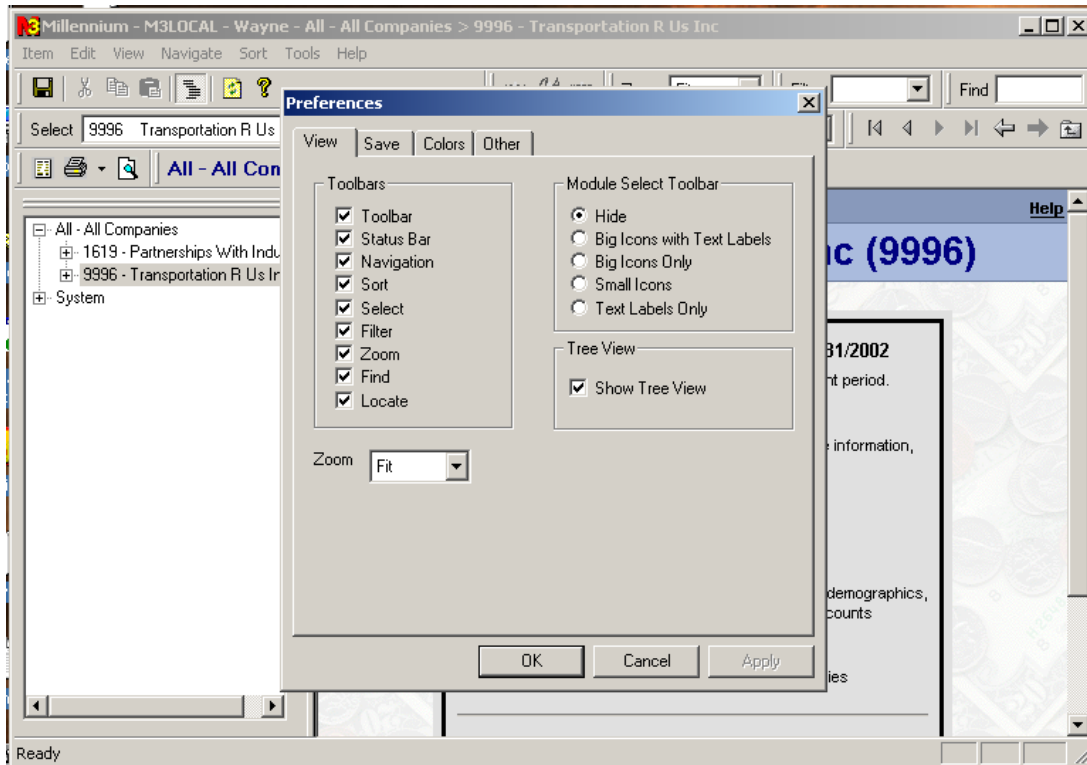 Millennium - M3LOCAL - Wayne - All - All Companies > 9996 - Transportation R Us Inc
Item Edit View Navigate Sort Tools Help
Find
Select 9996 Transportation R Us
All - All Con
Preferences
View Save Colors Other
Toolbars
Toolbar
Status Bar
Navigation
Sort
Select
Filter
Zoom
Find
Locate
Zoom Fit
Module Select Toolbar
Hide
Big Icons with Text Labels
Big Icons Only
Small Icons
Text Labels Only
Tree View
Show Tree View
OK Cancel Apply
All - All Companies
1619 - Partnerships With Indu
9996 - Transportation R Us Ir
System
Help
(9996)
31/2002
nt period.
information,
demographics,
counts
ies
Ready